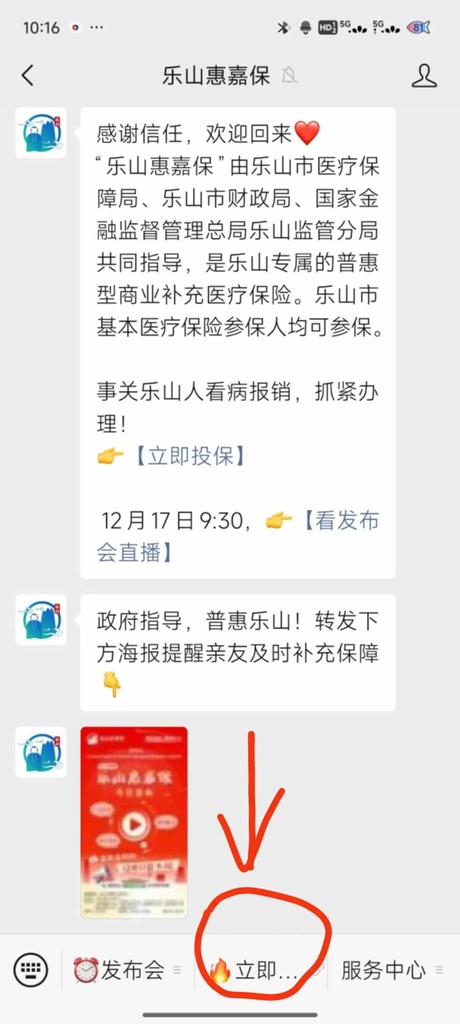 10:16 ••• HD 5G 5G 81
乐山惠嘉保
感谢信任，欢迎回来❤️
“乐山惠嘉保”由乐山市医疗保
障局、乐山市财政局、国家金
融监督管理总局乐山监管分局
共同指导，是乐山专属的普惠
型商业补充医疗保险。乐山市
基本医疗保险参保人均可参保。
事关乐山人看病报销，抓紧办
理！
👉【立即投保】
12月17日9:30，👉【看发布
会直播】
政府指导，普惠乐山！转发下
方海报提醒亲友及时补充保障
👇
乐山惠嘉保
⏰发布会 🔥立即... 服务中心